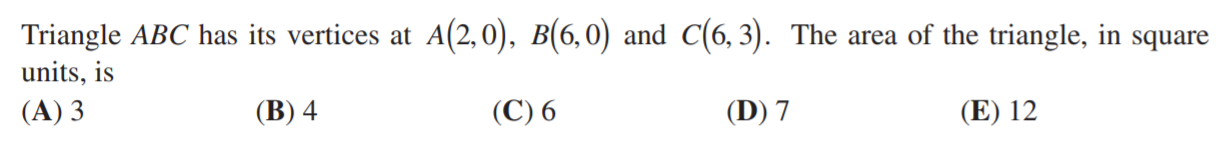 Triangle ABC has its vertices at A(2,0), B(6,0) and C(6, 3). The area of the triangle, in square
units, is
(A) 3 (B) 4 (C) 6 (D) 7 (E) 12